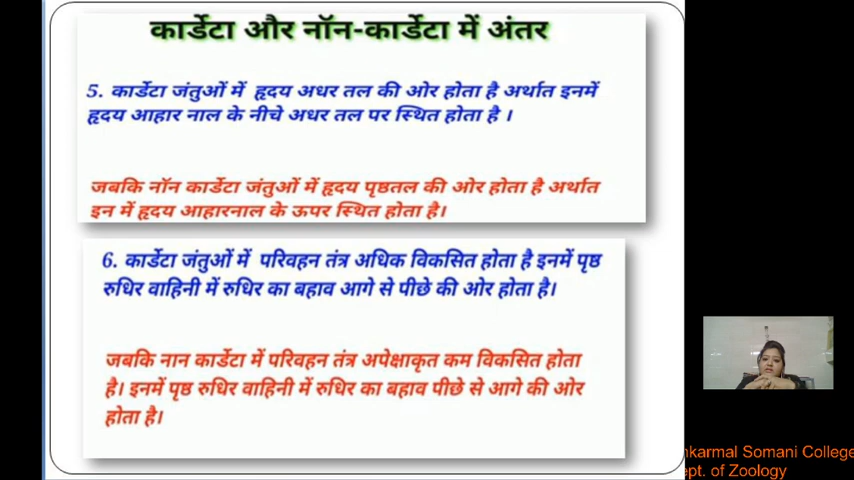 कार्डेटा और नॉन-कार्डेटा में अंतर
5. कार्डेटा जंतुओं में हृदय अधर तल की ओर होता है अर्थात इनमें
हृदय आहार नाल के नीचे अधर तल पर स्थित होता है ।
जबकि नॉन कार्डेटा जंतुओं में हृदय पृष्ठतल की ओर होता है अर्थात
इन में हृदय आहारनाल के ऊपर स्थित होता है।
6. कार्डेटा जंतुओं में परिवहन तंत्र अधिक विकसित होता है इनमें पृष्ठ
रुधिर वाहिनी में रुधिर का बहाव आगे से पीछे की ओर होता है।
जबकि नान कार्डेटा में परिवहन तंत्र अपेक्षाकृत कम विकसित होता
है। इनमें पृष्ठ रुधिर वाहिनी में रुधिर का बहाव पीछे से आगे की ओर
होता है।
nkarmal Somani College
ept. of Zoology